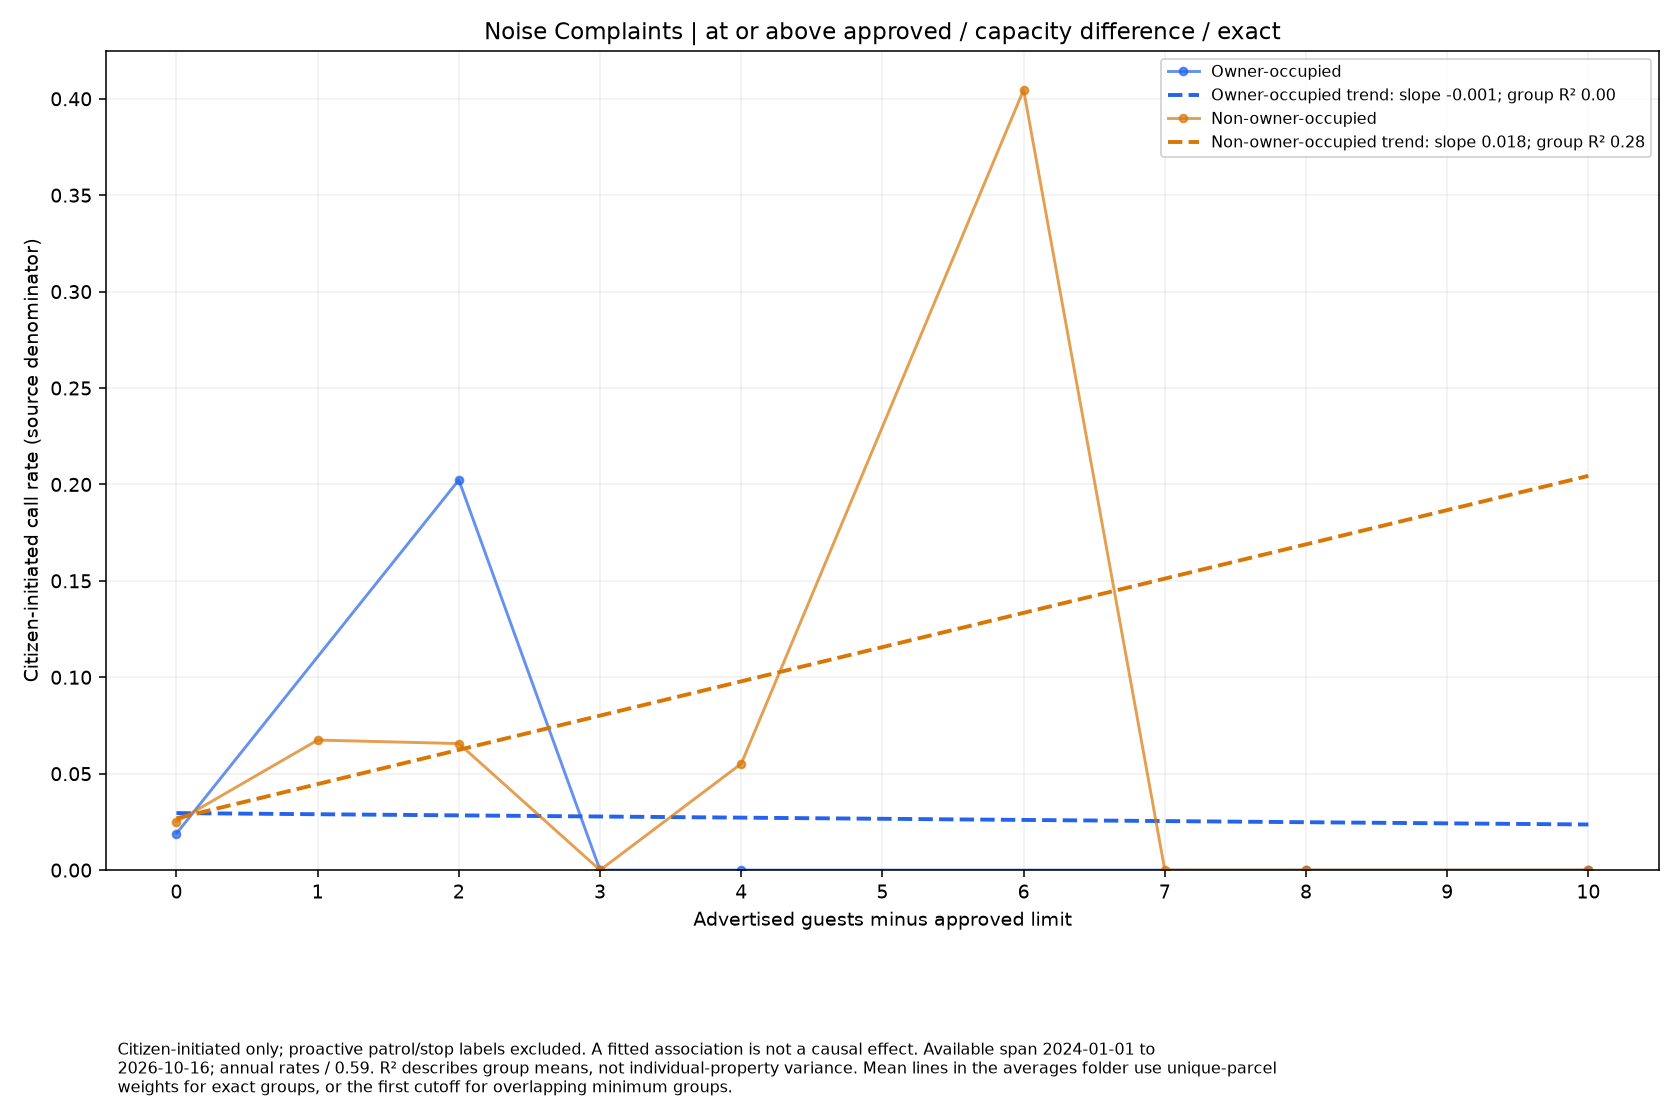 Noise Complaints | at or above approved / capacity difference / exact
Owner-occupied
Owner-occupied trend: slope -0.001; group R² 0.00
Non-owner-occupied
Non-owner-occupied trend: slope 0.018; group R² 0.28
Citizen-initiated call rate (source denominator)
0.40
0.35
0.30
0.25
0.20
0.15
0.10
0.05
0.00
0 1 2 3 4 5 6 7 8 9 10
Advertised guests minus approved limit
Citizen-initiated only; proactive patrol/stop labels excluded. A fitted association is not a causal effect. Available span 2024-01-01 to
2026-10-16; annual rates / 0.59. R² describes group means, not individual-property variance. Mean lines in the averages folder use unique-parcel
weights for exact groups, or the first cutoff for overlapping minimum groups.